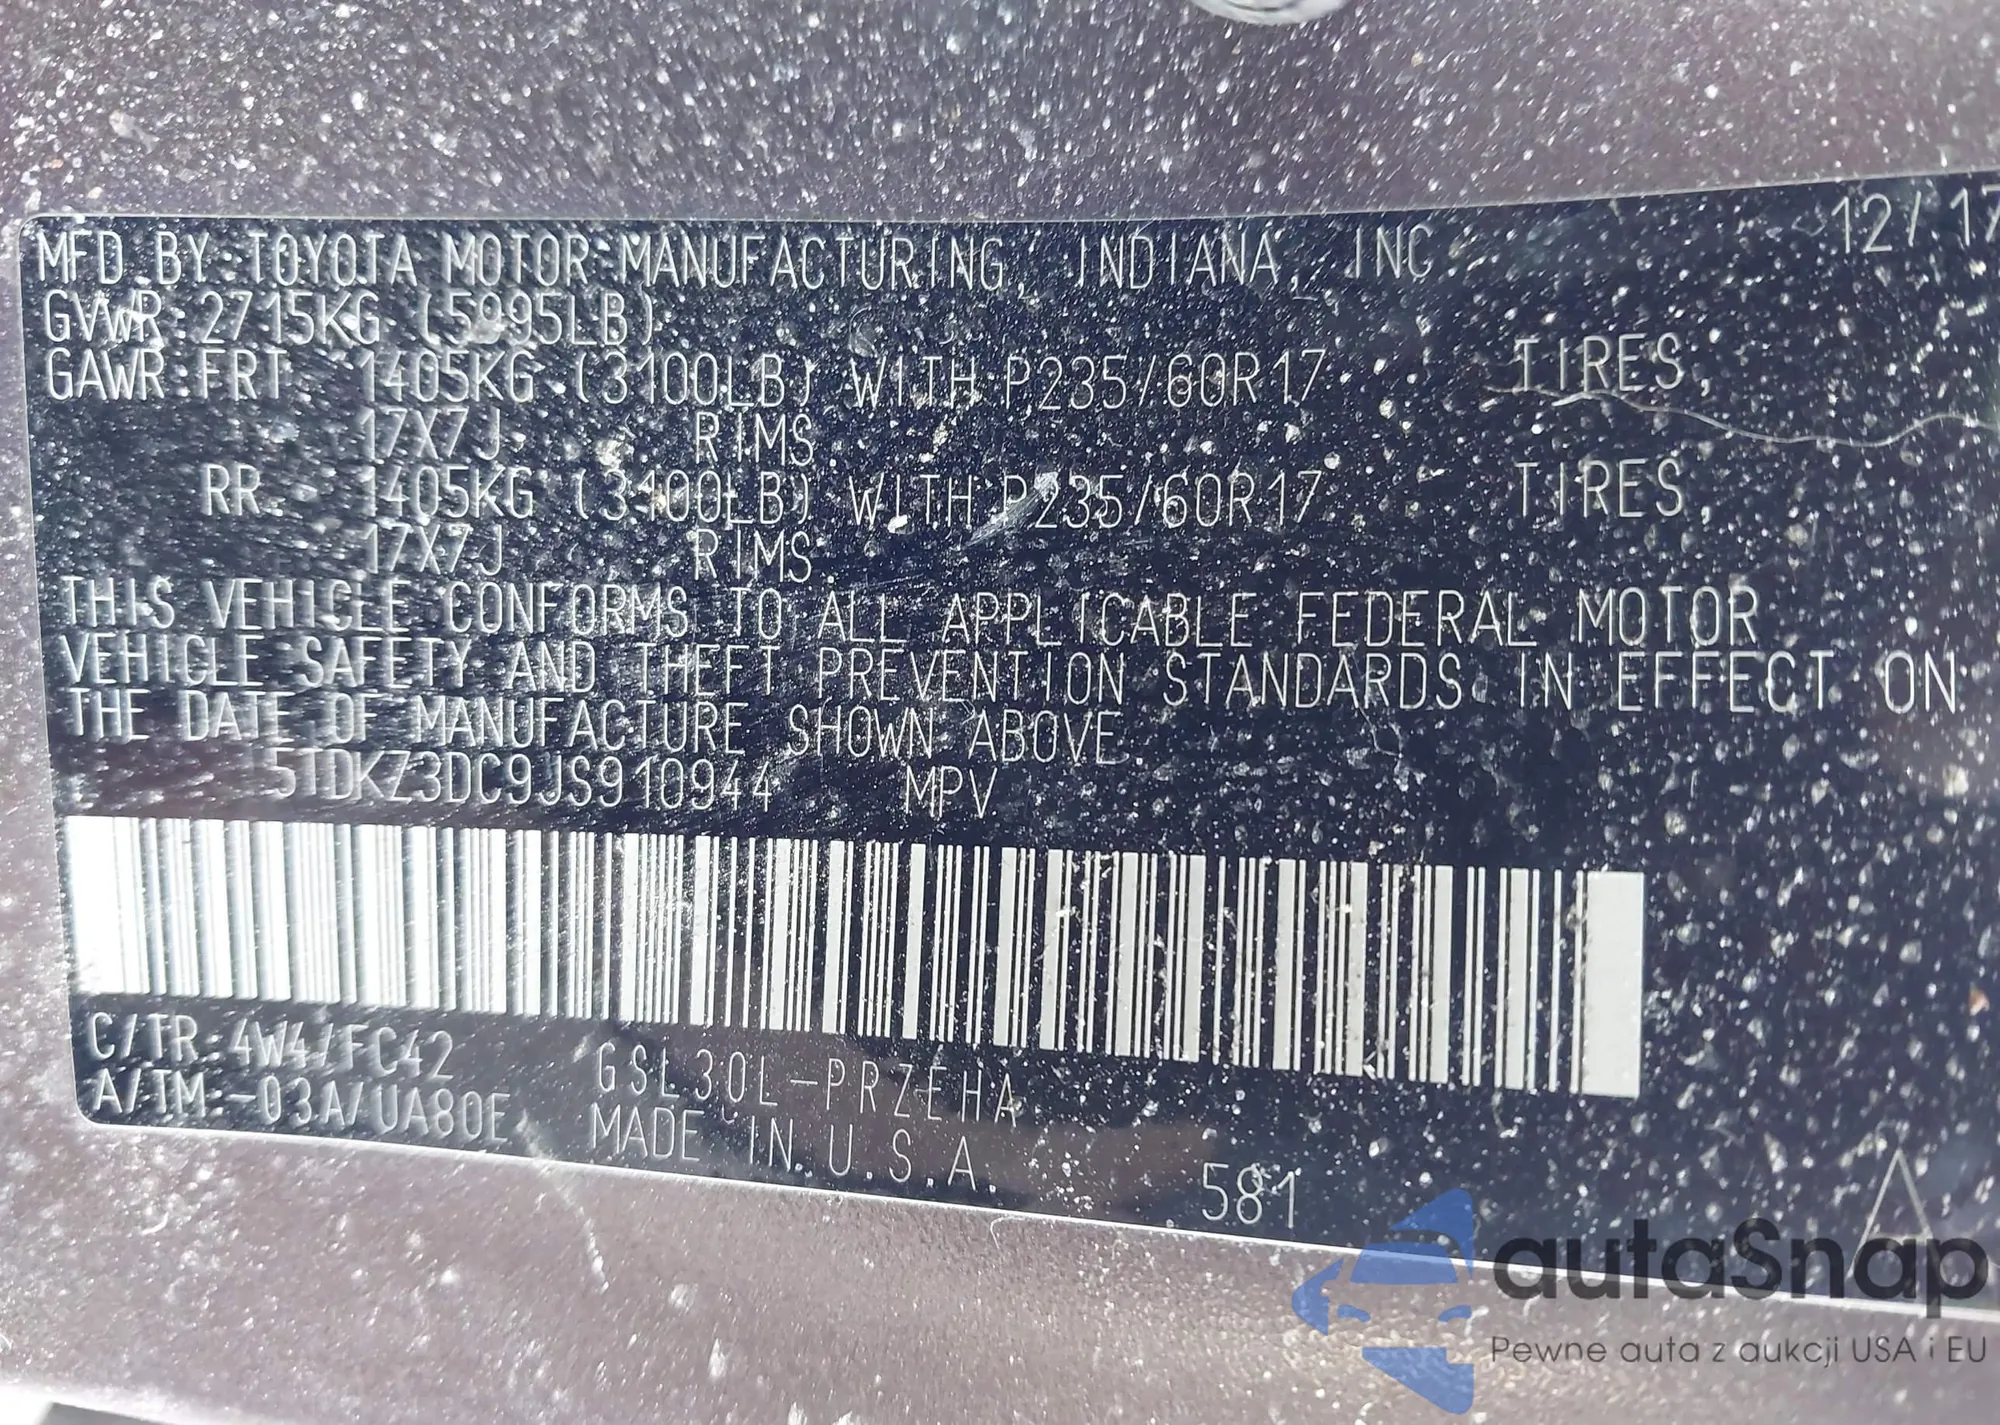 MFD BY TOYOTA MOTOR MANUFACTURING, INDIANA, INC. 12/17
GVWR 2715KG (5995LB)
GAWR FRT 1405KG (3100LB) WITH P235/60R17 TIRES,
17X7J RIMS
RR 1405KG (3100LB) WITH P235/60R17 TIRES,
17X7J RIMS
THIS VEHICLE CONFORMS TO ALL APPLICABLE FEDERAL MOTOR
VEHICLE SAFETY AND THEFT PREVENTION STANDARDS IN EFFECT ON
THE DATE OF MANUFACTURE SHOWN ABOVE.
5TDKZ3DC9JS910944 MPV
C/TR 4W4/FC42 GSL30L-PRZEHA
A/TM -03A/UA80E MADE IN U.S.A.
581
autaSnap
Pewne auta z aukcji USA i EU